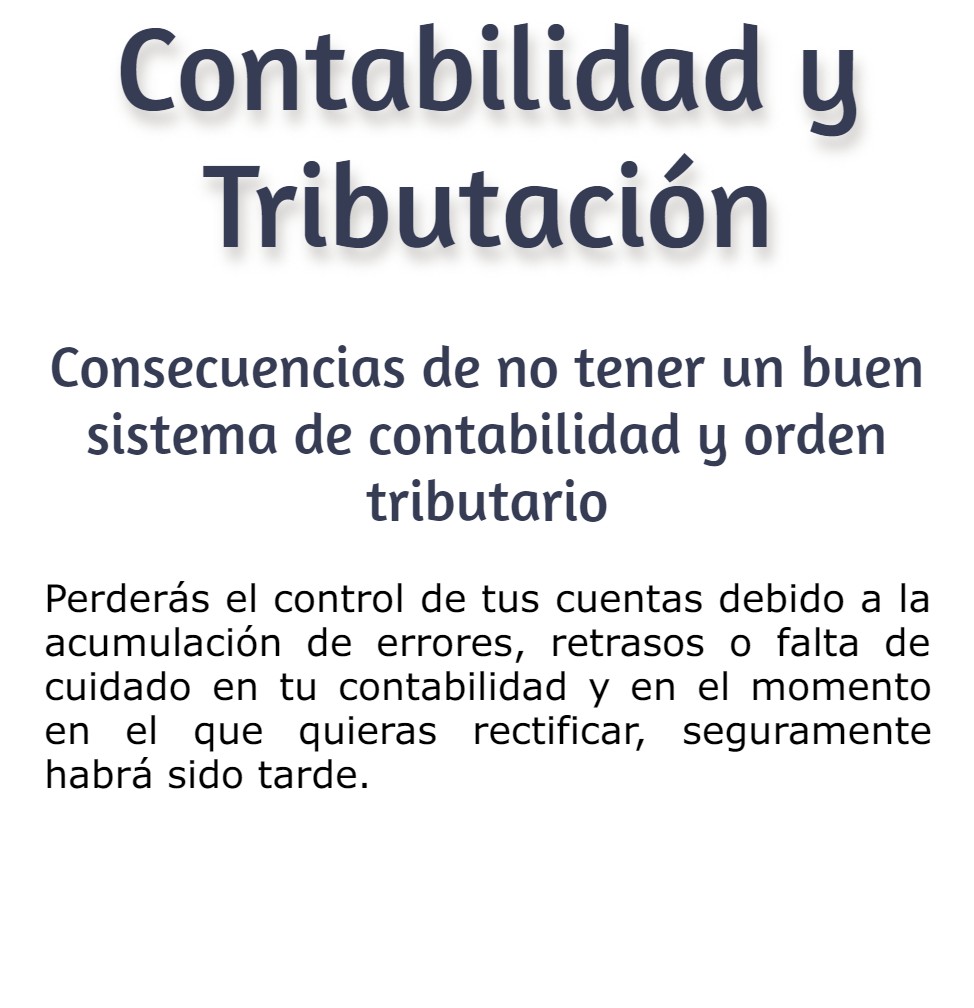 Contabilidad y
Tributación
Consecuencias de no tener un buen
sistema de contabilidad y orden
tributario
Perderás el control de tus cuentas debido a la
acumulación de errores, retrasos o falta de
cuidado en tu contabilidad y en el momento
en el que quieras rectificar, seguramente
habrá sido tarde.